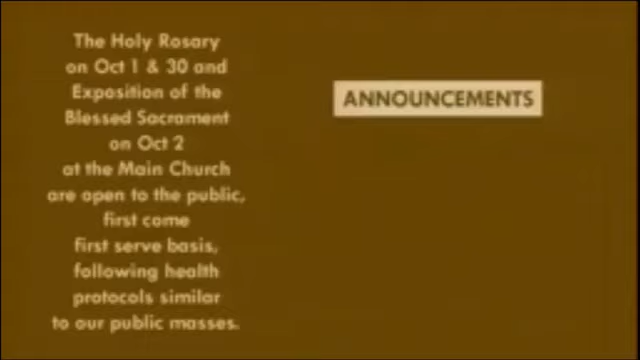 The Holy Rosary
on Oct 1 & 30 and
Exposition of the
Blessed Sacrament
on Oct 2
at the Main Church
are open to the public,
first come
first serve basis,
following health
protocols similar
to our public masses.
ANNOUNCEMENTS